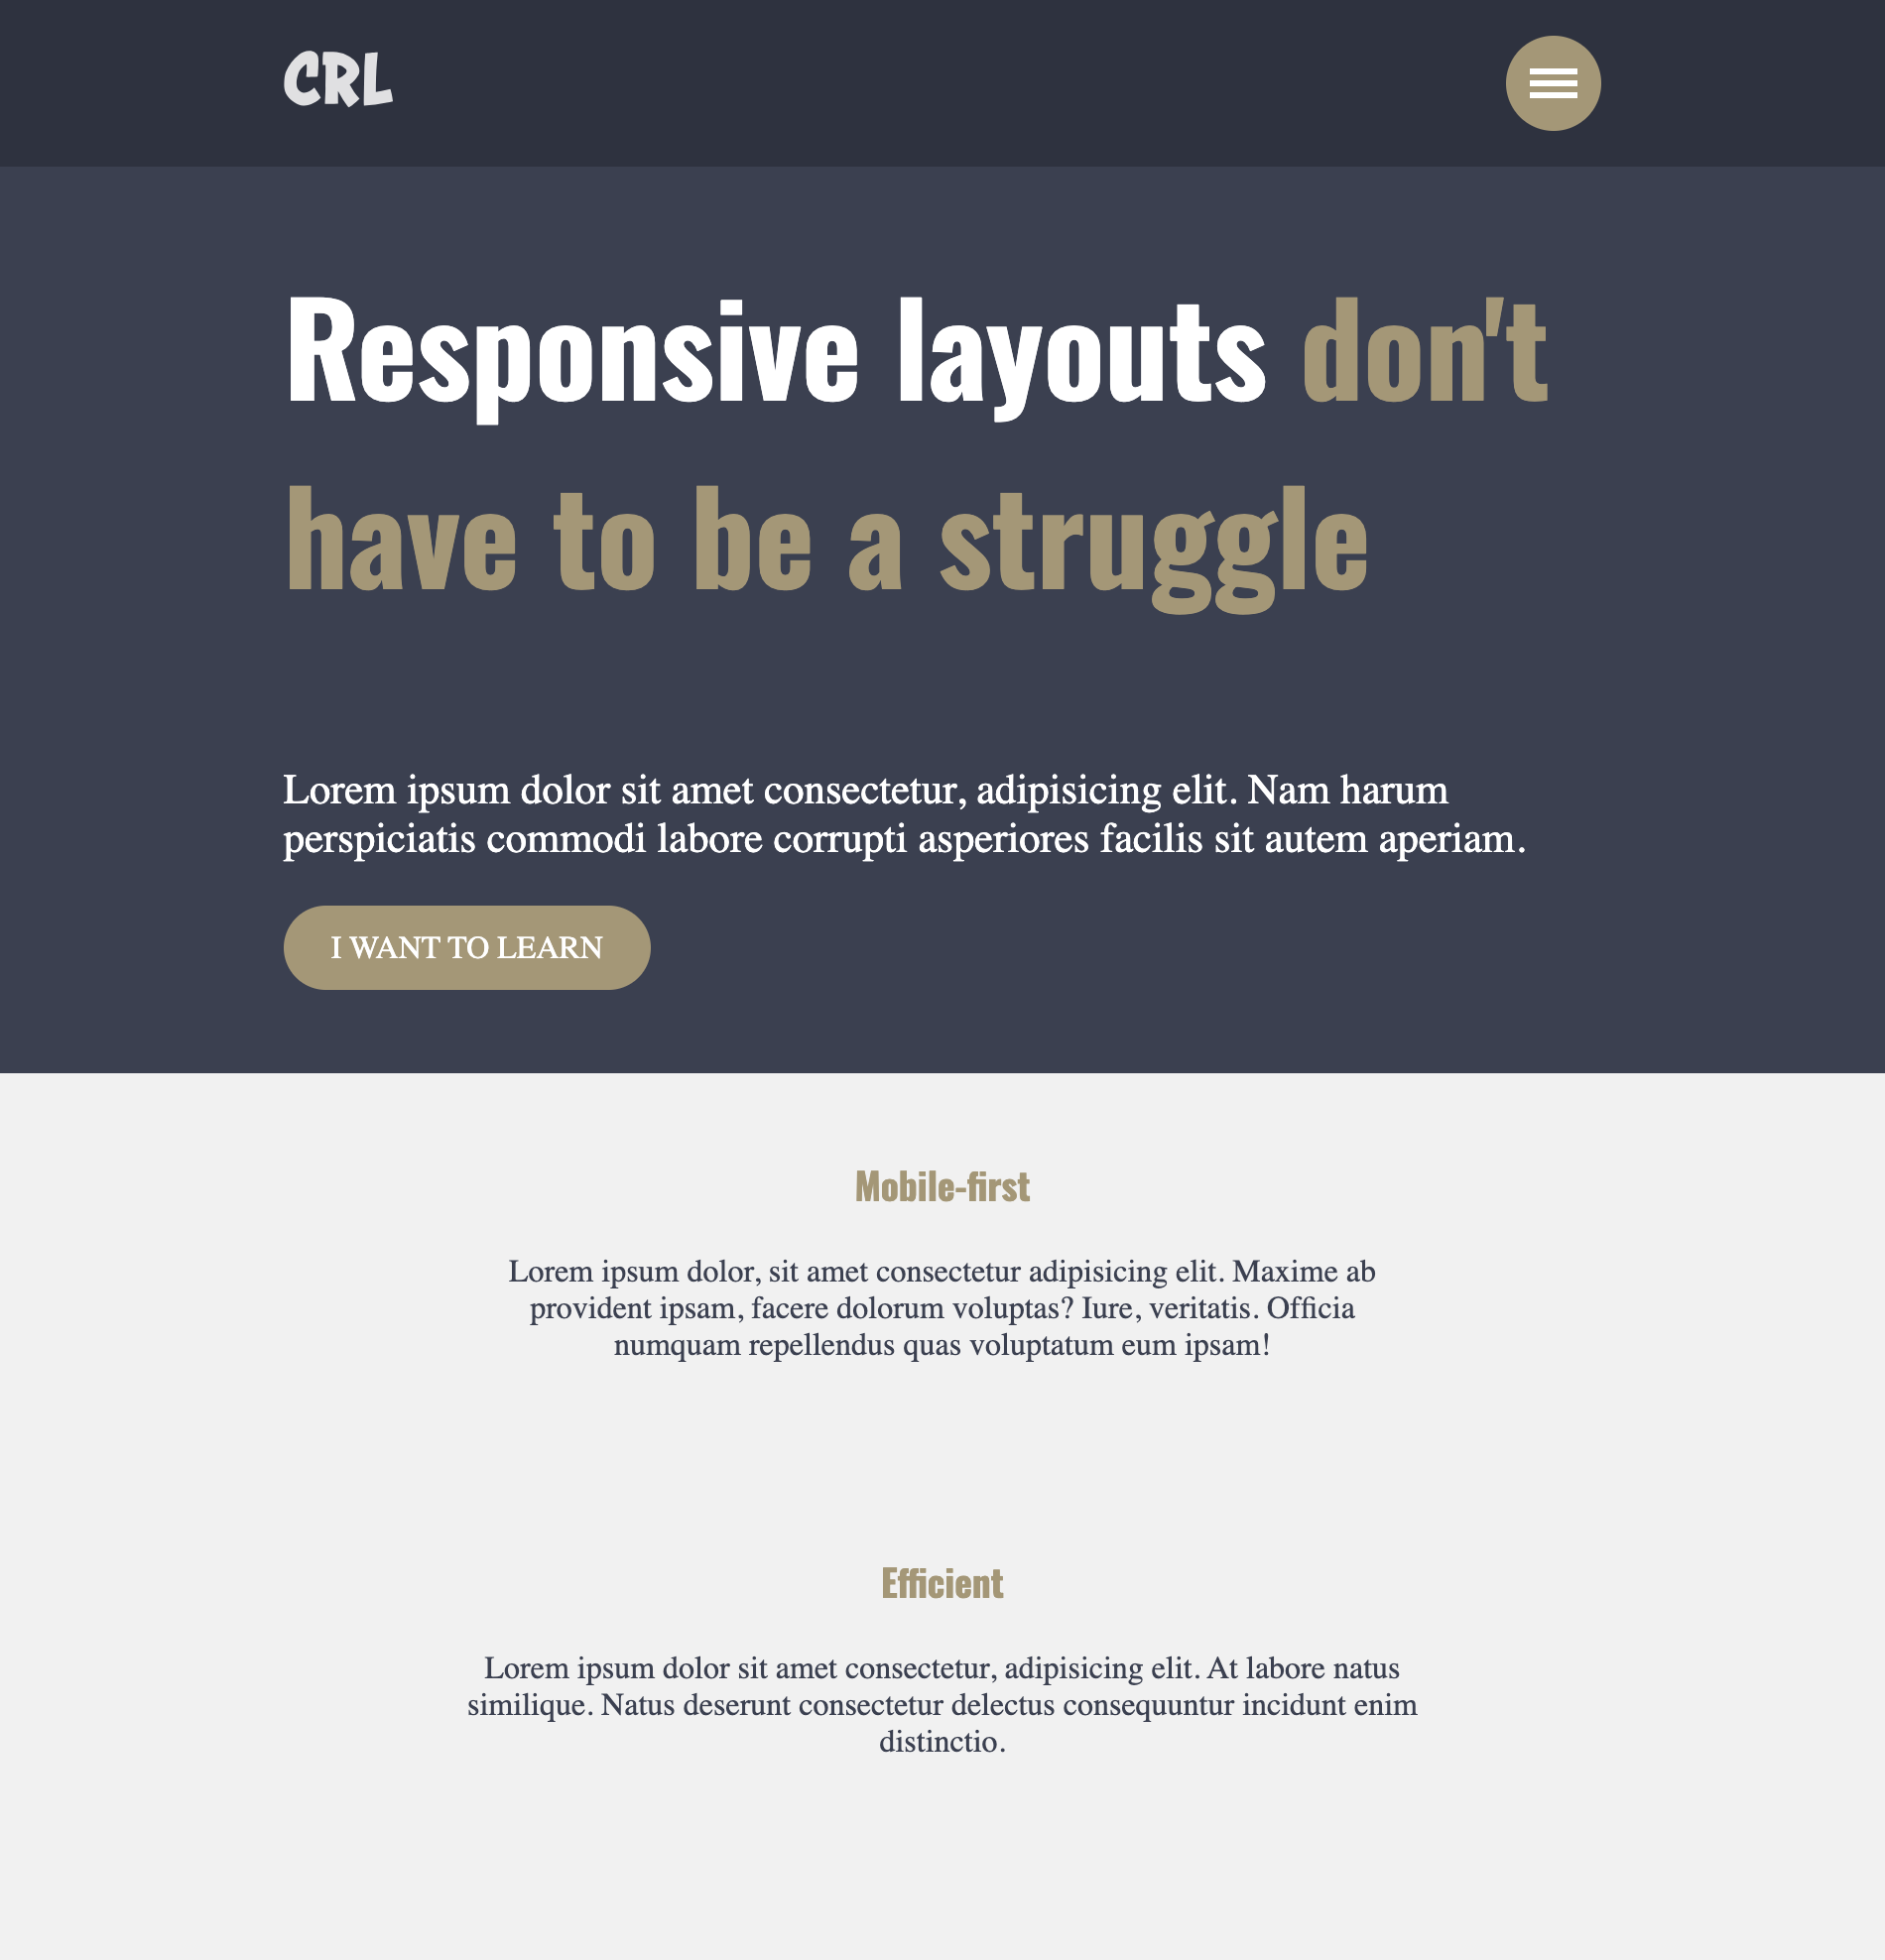 CRL
Responsive layouts don't
have to be a struggle
Lorem ipsum dolor sit amet consectetur, adipisicing elit. Nam harum
perspiciatis commodi labore corrupti asperiores facilis sit autem aperiam.
I WANT TO LEARN
Mobile-first
Lorem ipsum dolor, sit amet consectetur adipisicing elit. Maxime ab
provident ipsam, facere dolorum voluptas? Iure, veritatis. Officia
numquam repellendus quas voluptatum eum ipsam!
Efficient
Lorem ipsum dolor sit amet consectetur, adipisicing elit. At labore natus
similique. Natus deserunt consectetur delectus consequuntur incidunt enim
distinctio.